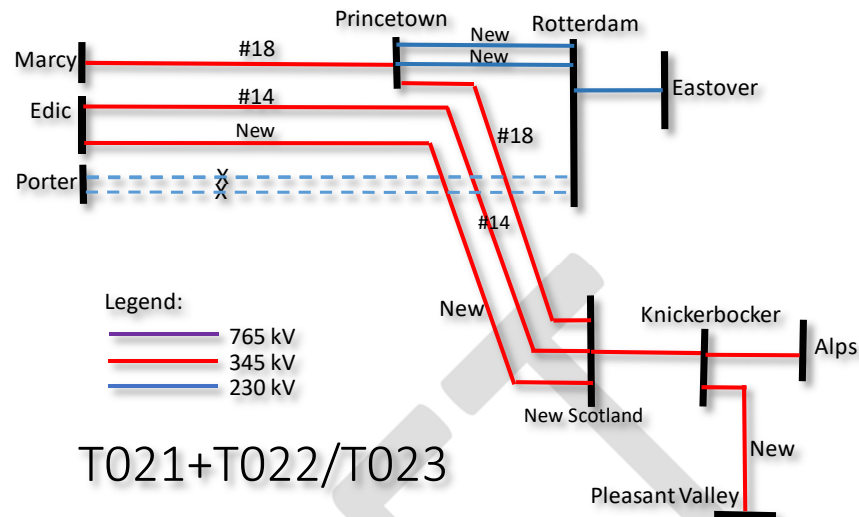 Princetown
Rotterdam
New
New
Marcy
#18
Eastover
Edic
#14
New
#18
Porter
X
X
#14
Legend:
765 kV
345 kV
230 kV
New
Knickerbocker
Alps
New Scotland
New
T021+T022/T023
Pleasant Valley